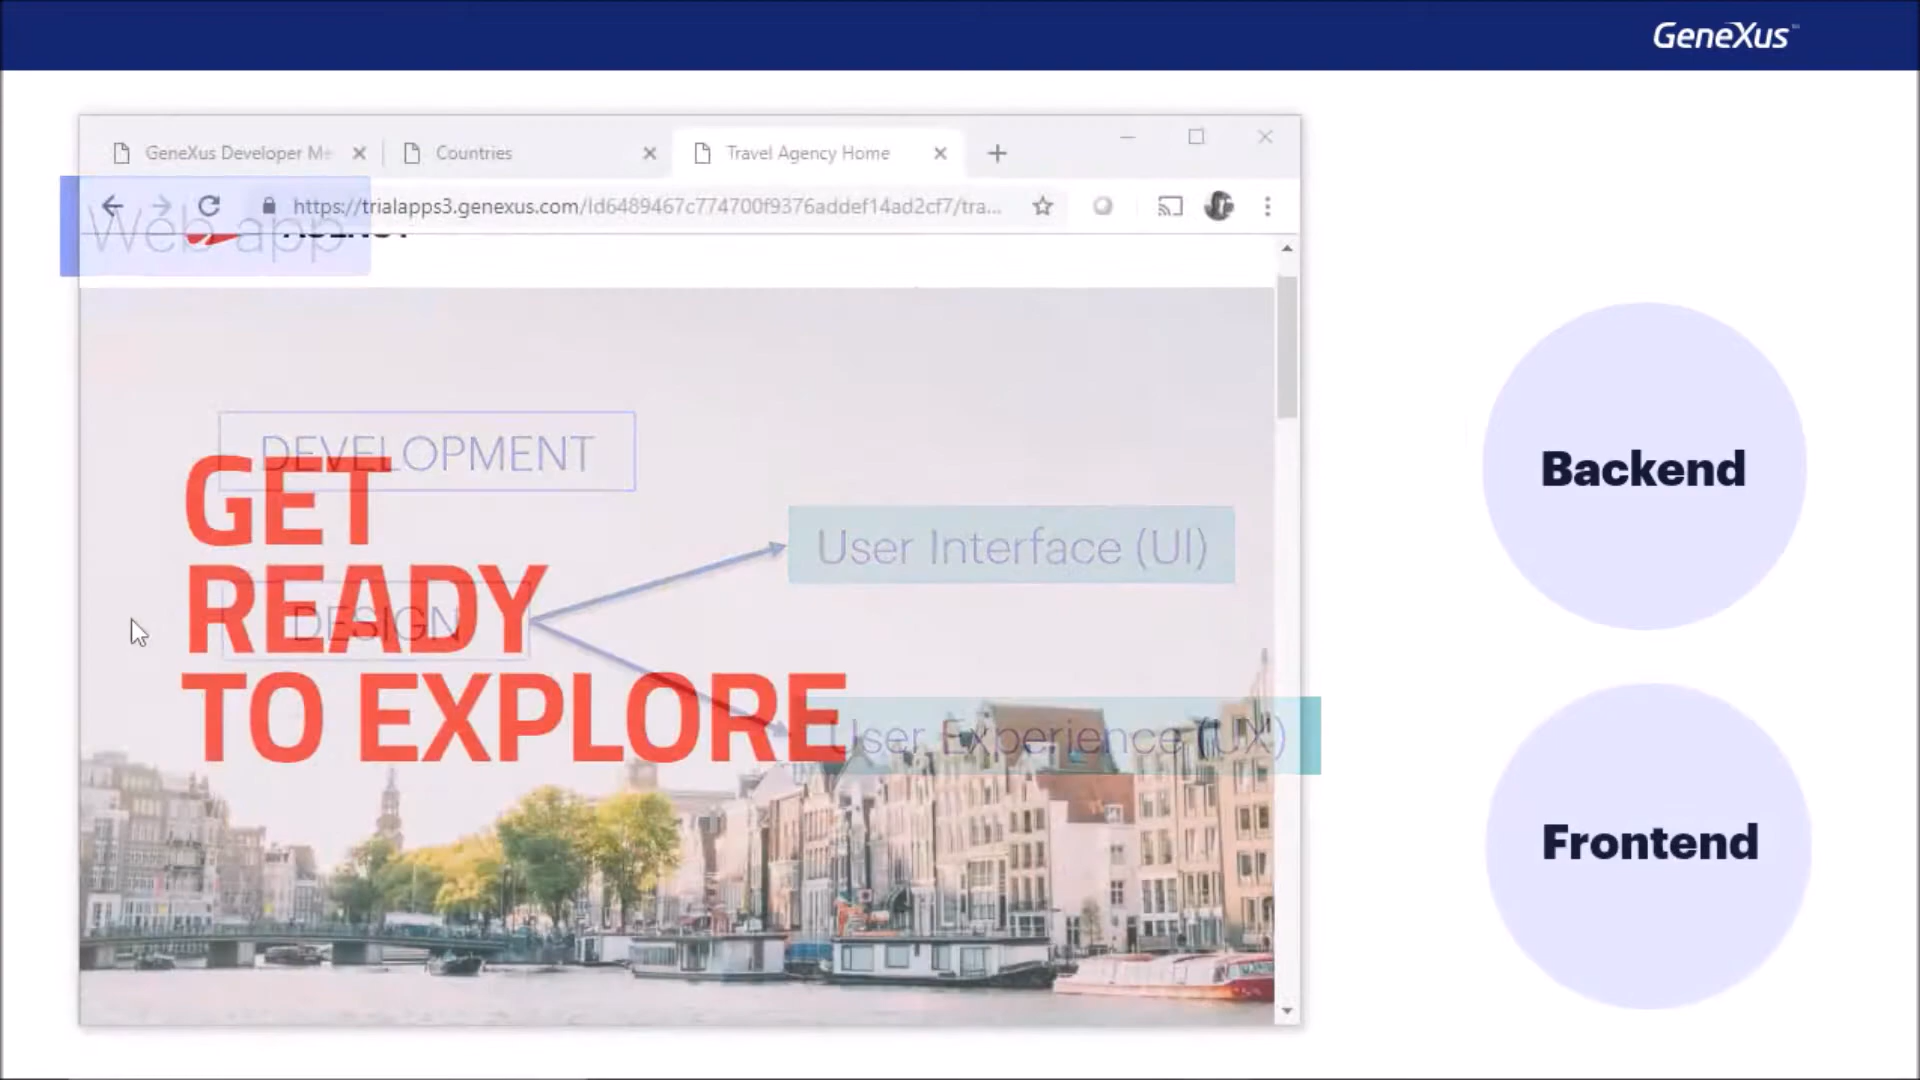 GeneXus
GeneXus Developer Me
Countries
Travel Agency Home
https://trialapps3.genexus.com/Id6489467c774700f9376addef14ad2cf7/tra...
Web app
AGENCY
DEVELOPMENT
GET
READY
TO EXPLORE
DESIGN
User Interface (UI)
User Experience (UX)
Backend
Frontend